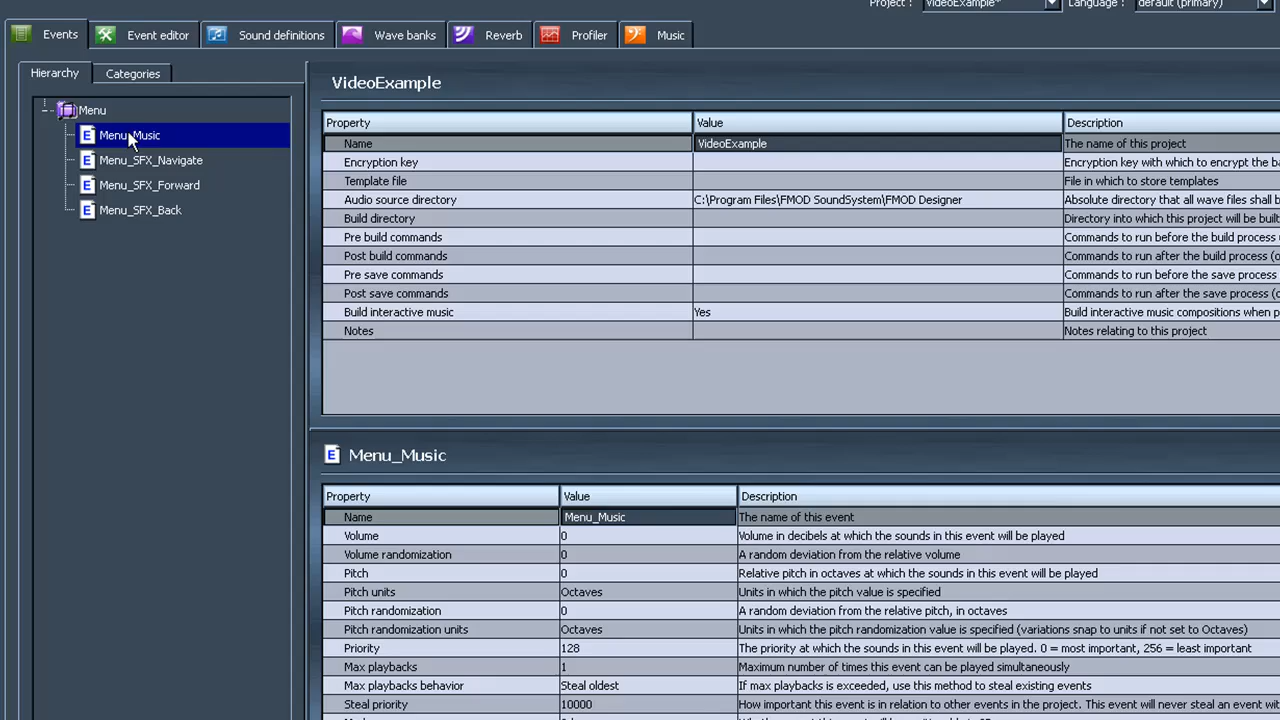 Project : VideoExample* Language : default (primary)
Events Event editor Sound definitions Wave banks Reverb Profiler Music
Hierarchy Categories
Menu
Menu_Music
Menu_SFX_Navigate
Menu_SFX_Forward
Menu_SFX_Back
VideoExample
Property Value Description
Name VideoExample The name of this project
Encryption key Encryption key with which to encrypt the ba
Template file File in which to store templates
Audio source directory C:\Program Files\FMOD SoundSystem\FMOD Designer Absolute directory that all wave files shall b
Build directory Directory into which this project will be built
Pre build commands Commands to run before the build process
Post build commands Commands to run after the build process (o
Pre save commands Commands to run before the save process
Post save commands Commands to run after the save process (o
Build interactive music Yes Build interactive music compositions when p
Notes Notes relating to this project
E Menu_Music
Property Value Description
Name Menu_Music The name of this event
Volume 0 Volume in decibels at which the sounds in this event will be played
Volume randomization 0 A random deviation from the relative volume
Pitch 0 Relative pitch in octaves at which the sounds in this event will be played
Pitch units Octaves Units in which the pitch value is specified
Pitch randomization 0 A random deviation from the relative pitch, in octaves
Pitch randomization units Octaves Units in which the pitch randomization value is specified (variations snap to units if not set to Octaves)
Priority 128 The priority at which the sounds in this event will be played. 0 = most important, 256 = least important
Max playbacks 1 Maximum number of times this event can be played simultaneously
Max playbacks behavior Steal oldest If max playbacks is exceeded, use this method to steal existing events
Steal priority 10000 How important this event is in relation to other events in the project. This event will never steal an event wit